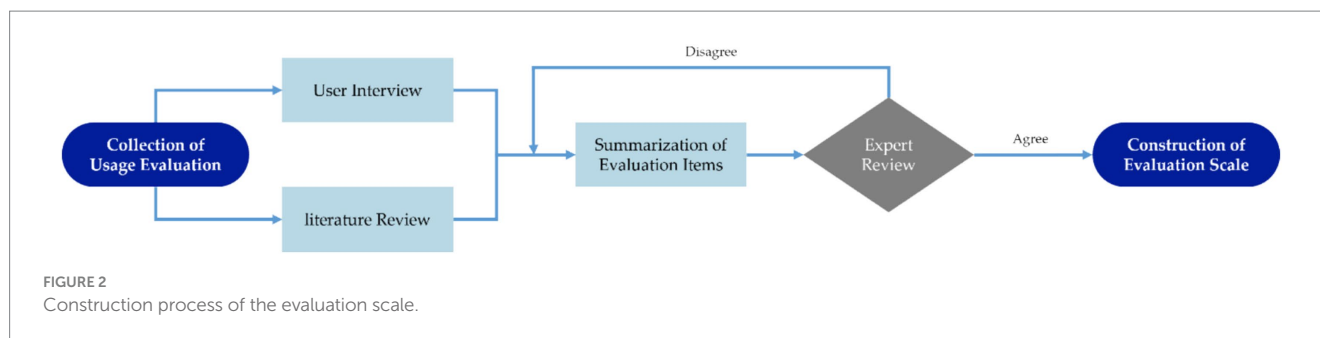 Disagree
User Interview
Collection of
Usage Evaluation
Summarization of
Evaluation Items
Expert
Review
Agree
Construction of
Evaluation Scale
literature Review
FIGURE 2
Construction process of the evaluation scale.